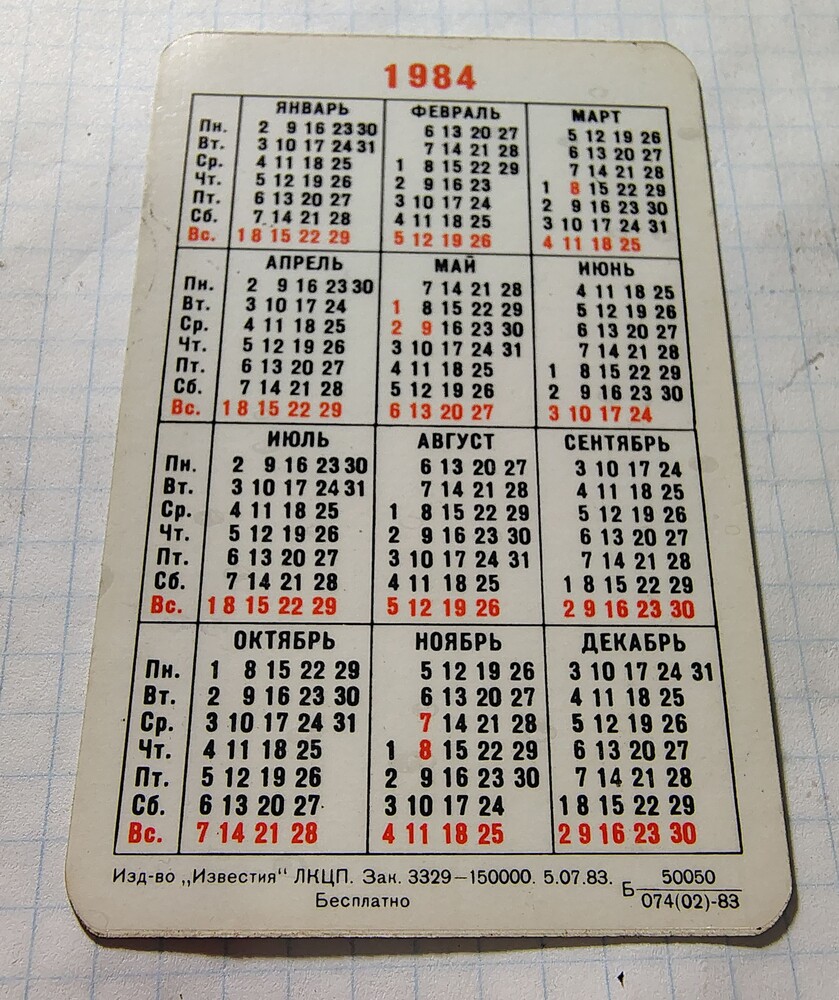 1984
ЯНВАРЬ ФЕВРАЛЬ МАРТ
Пн. 2 9 16 23 30 6 13 20 27 5 12 19 26
Вт. 3 10 17 24 31 7 14 21 28 6 13 20 27
Ср. 4 11 18 25 1 8 15 22 29 7 14 21 28
Чт. 5 12 19 26 2 9 16 23 1 8 15 22 29
Пт. 6 13 20 27 3 10 17 24 2 9 16 23 30
Сб. 7 14 21 28 4 11 18 25 3 10 17 24 31
Вс. 1 8 15 22 29 5 12 19 26 4 11 18 25
АПРЕЛЬ МАЙ ИЮНЬ
Пн. 2 9 16 23 30 7 14 21 28 4 11 18 25
Вт. 3 10 17 24 1 8 15 22 29 5 12 19 26
Ср. 4 11 18 25 2 9 16 23 30 6 13 20 27
Чт. 5 12 19 26 3 10 17 24 31 7 14 21 28
Пт. 6 13 20 27 4 11 18 25 1 8 15 22 29
Сб. 7 14 21 28 5 12 19 26 2 9 16 23 30
Вс. 1 8 15 22 29 6 13 20 27 3 10 17 24
ИЮЛЬ АВГУСТ СЕНТЯБРЬ
Пн. 2 9 16 23 30 6 13 20 27 3 10 17 24
Вт. 3 10 17 24 31 7 14 21 28 4 11 18 25
Ср. 4 11 18 25 1 8 15 22 29 5 12 19 26
Чт. 5 12 19 26 2 9 16 23 30 6 13 20 27
Пт. 6 13 20 27 3 10 17 24 31 7 14 21 28
Сб. 7 14 21 28 4 11 18 25 1 8 15 22 29
Вс. 1 8 15 22 29 5 12 19 26 2 9 16 23 30
ОКТЯБРЬ НОЯБРЬ ДЕКАБРЬ
Пн. 1 8 15 22 29 5 12 19 26 3 10 17 24 31
Вт. 2 9 16 23 30 6 13 20 27 4 11 18 25
Ср. 3 10 17 24 31 7 14 21 28 5 12 19 26
Чт. 4 11 18 25 1 8 15 22 29 6 13 20 27
Пт. 5 12 19 26 2 9 16 23 30 7 14 21 28
Сб. 6 13 20 27 3 10 17 24 1 8 15 22 29
Вс. 7 14 21 28 4 11 18 25 2 9 16 23 30
Изд-во „Известия“ ЛКЦП. Зак. 3329—150000. 5.07.83. Б 50050
Бесплатно 074(02)-83